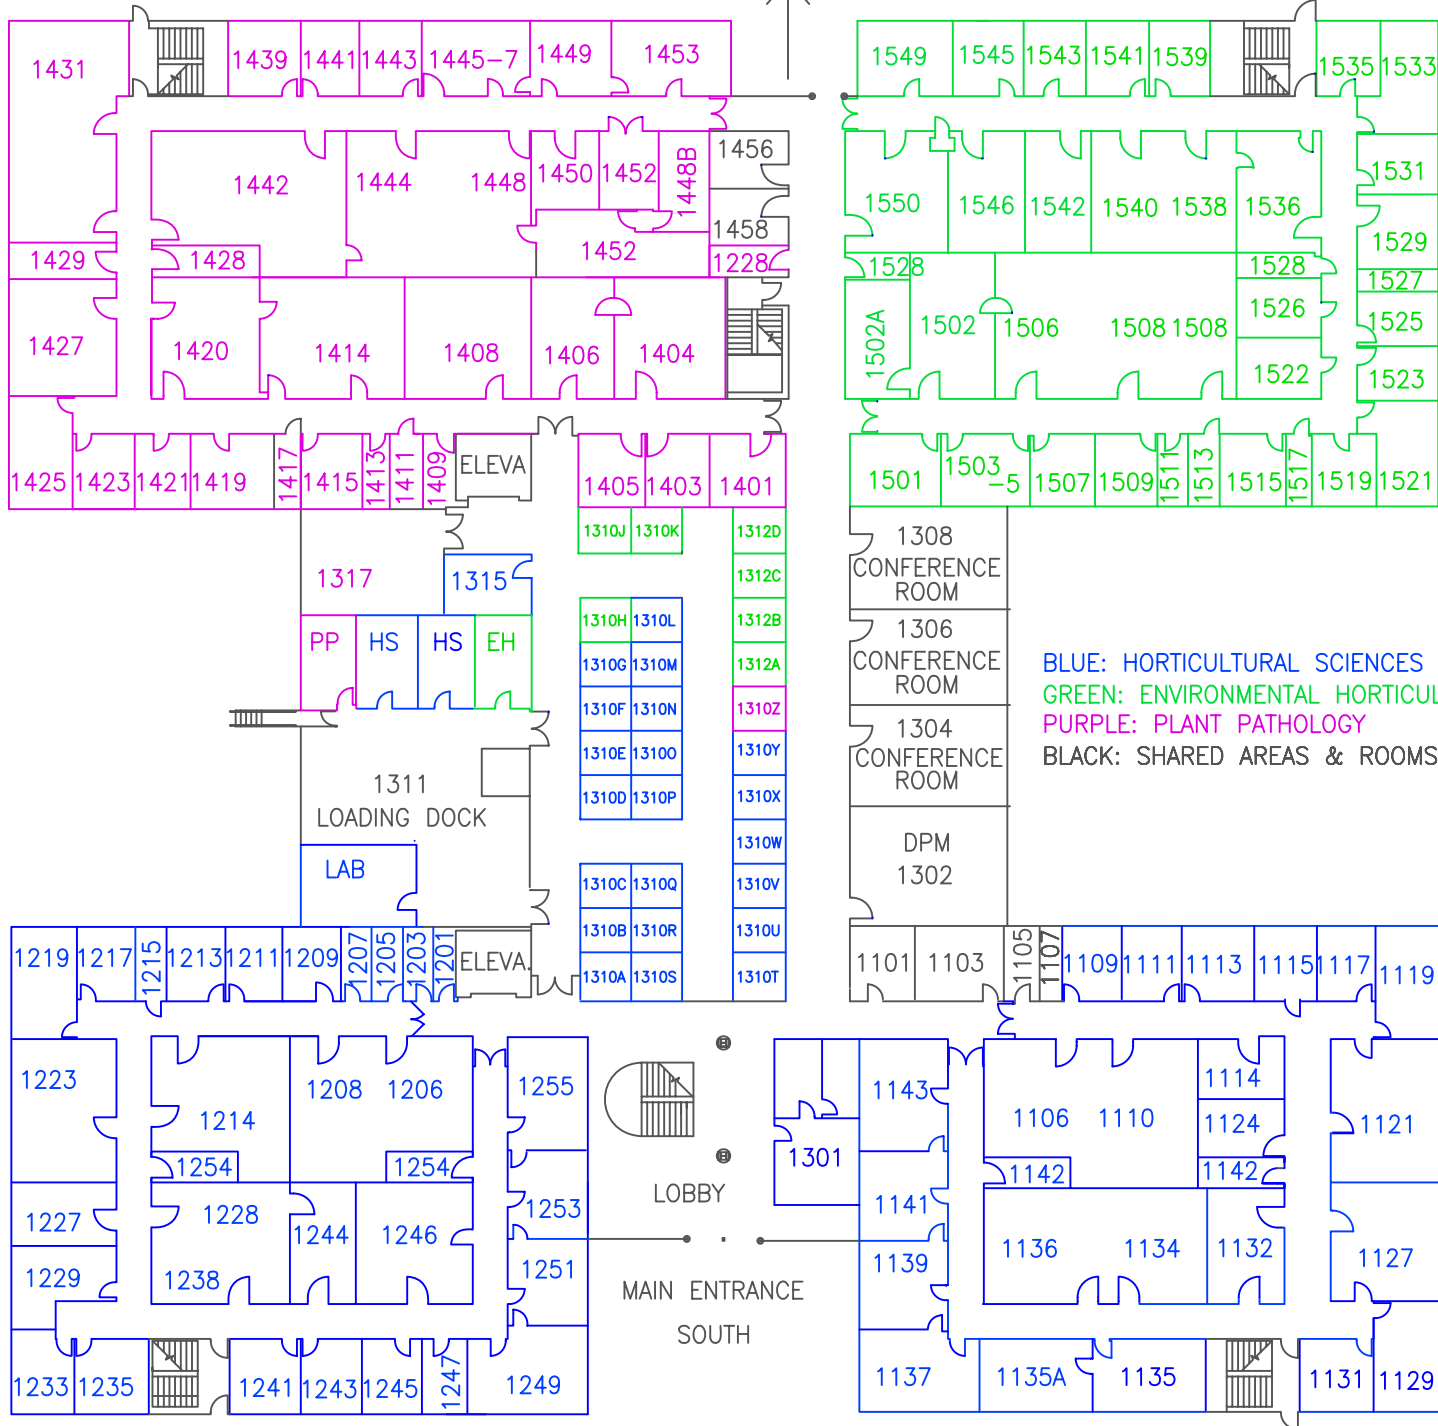 1431
1439
1441
1443
1445-7
1449
1453
1549
1545
1543
1541
1539
1535
1533
1442
1444
1448
1450
1452
1448B
1456
1458
1452
1228
1429
1428
1427
1420
1414
1408
1406
1404
1550
1546
1542
1540
1538
1536
1531
1529
1528
1528
1527
1526
1525
1502A
1502
1506
1508
1508
1522
1523
1425
1423
1421
1419
1417
1415
1413
1411
1409
ELEVA
1405
1403
1401
1501
1503
-5
1507
1509
1511
1513
1515
1517
1519
1521
1310J
1310K
1312D
1308
CONFERENCE
ROOM
1317
1315
1312C
1310H
1310L
1312B
1306
CONFERENCE
ROOM
PP
HS
HS
EH
1310G
1310M
1312A
BLUE: HORTICULTURAL SCIENCES
GREEN: ENVIRONMENTAL HORTICUL
PURPLE: PLANT PATHOLOGY
BLACK: SHARED AREAS & ROOMS
1310F
1310N
1310Z
1304
CONFERENCE
ROOM
1310E
1310O
1310Y
1311
LOADING DOCK
1310D
1310P
1310X
1310W
DPM
1302
LAB
1310C
1310Q
1310V
1310B
1310R
1310U
1310A
1310S
1310T
1219
1217
1215
1213
1211
1209
1207
1205
1203
1201
ELEVA.
1101
1103
1105
1107
1109
1111
1113
1115
1117
1119
1223
1208
1206
1214
1255
1254
1254
1143
1106
1110
1114
1124
1121
1301
1142
1142
LOBBY
1227
1228
1244
1246
1253
1141
1229
1238
1251
1139
1136
1134
1132
1127
MAIN ENTRANCE
SOUTH
1233
1235
1241
1243
1245
1247
1249
1137
1135A
1135
1131
1129